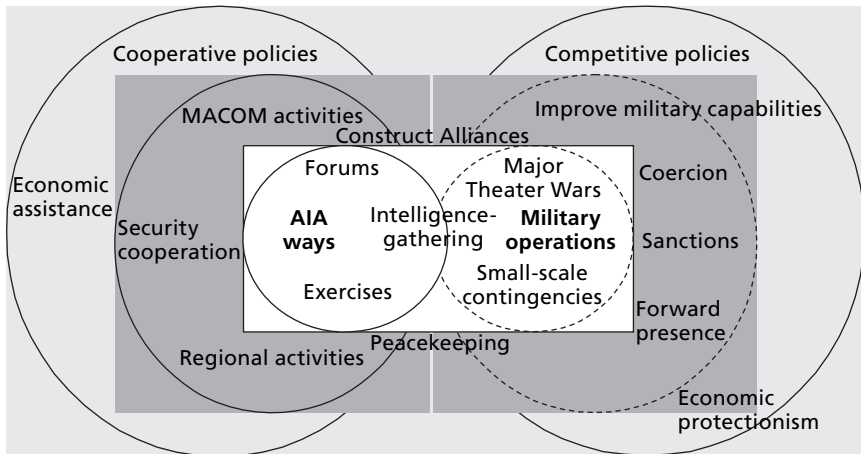 Cooperative policies
Competitive policies
MACOM activities
Improve military capabilities
Construct Alliances
Forums
Major
Theater Wars
Coercion
Economic
assistance
AIA
ways
Intelligence-
gathering
Military
operations
Security
cooperation
Sanctions
Exercises
Small-scale
contingencies
Forward
presence
Peacekeeping
Regional activities
Economic
protectionism